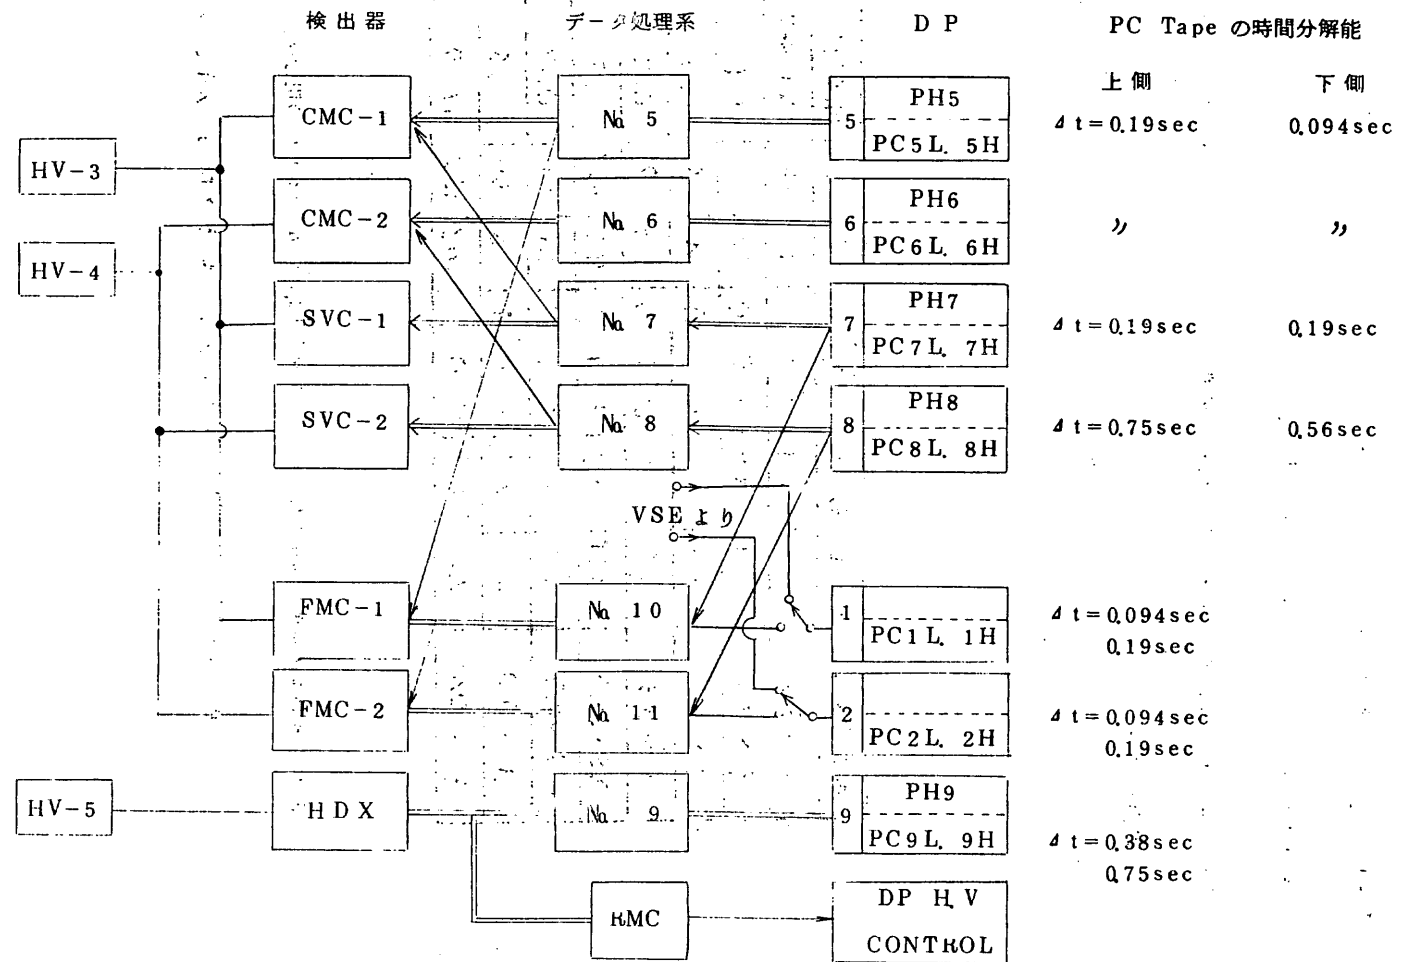 検出器 データ処理系 DP PC Tape の時間分解能
上側 下側
CMC-1 No. 5 5 PH5 Δt=0.19sec 0.094sec
PC5L. 5H
HV-3
CMC-2 No. 6 6 PH6 〃 〃
PC6L. 6H
HV-4
SVC-1 No. 7 7 PH7 Δt=0.19sec 0.19sec
PC7L. 7H
SVC-2 No. 8 8 PH8 Δt=0.75sec 0.56sec
PC8L. 8H
VSEより
FMC-1 No. 10 1 Δt=0.094sec
PC1L. 1H 0.19sec
FMC-2 No. 11 2 Δt=0.094sec
PC2L. 2H 0.19sec
HV-5 HDX No. 9 9 PH9
PC9L. 9H Δt=0.38sec
0.75sec
RMC DP H.V
CONTROL